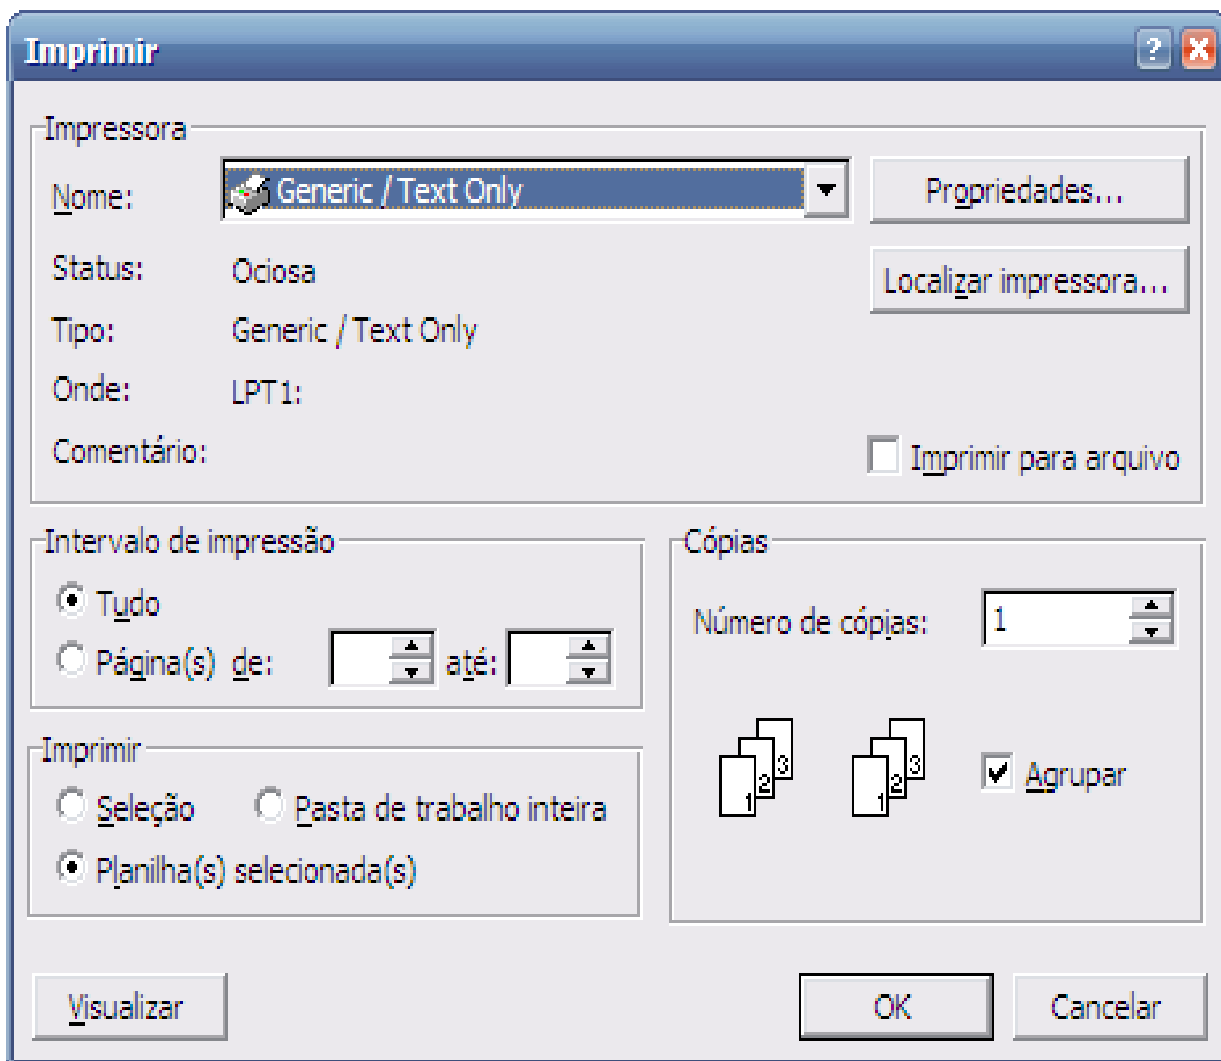 Imprimir
Impressora
Nome: Generic / Text Only Propriedades...
Status: Ociosa Localizar impressora...
Tipo: Generic / Text Only
Onde: LPT1:
Comentário: Imprimir para arquivo
Intervalo de impressão
Tudo
Página(s) de: até:
Cópias
Número de cópias: 1
1 2 3 1 2 3 Agrupar
Imprimir
Seleção Pasta de trabalho inteira
Planilha(s) selecionada(s)
Visualizar OK Cancelar